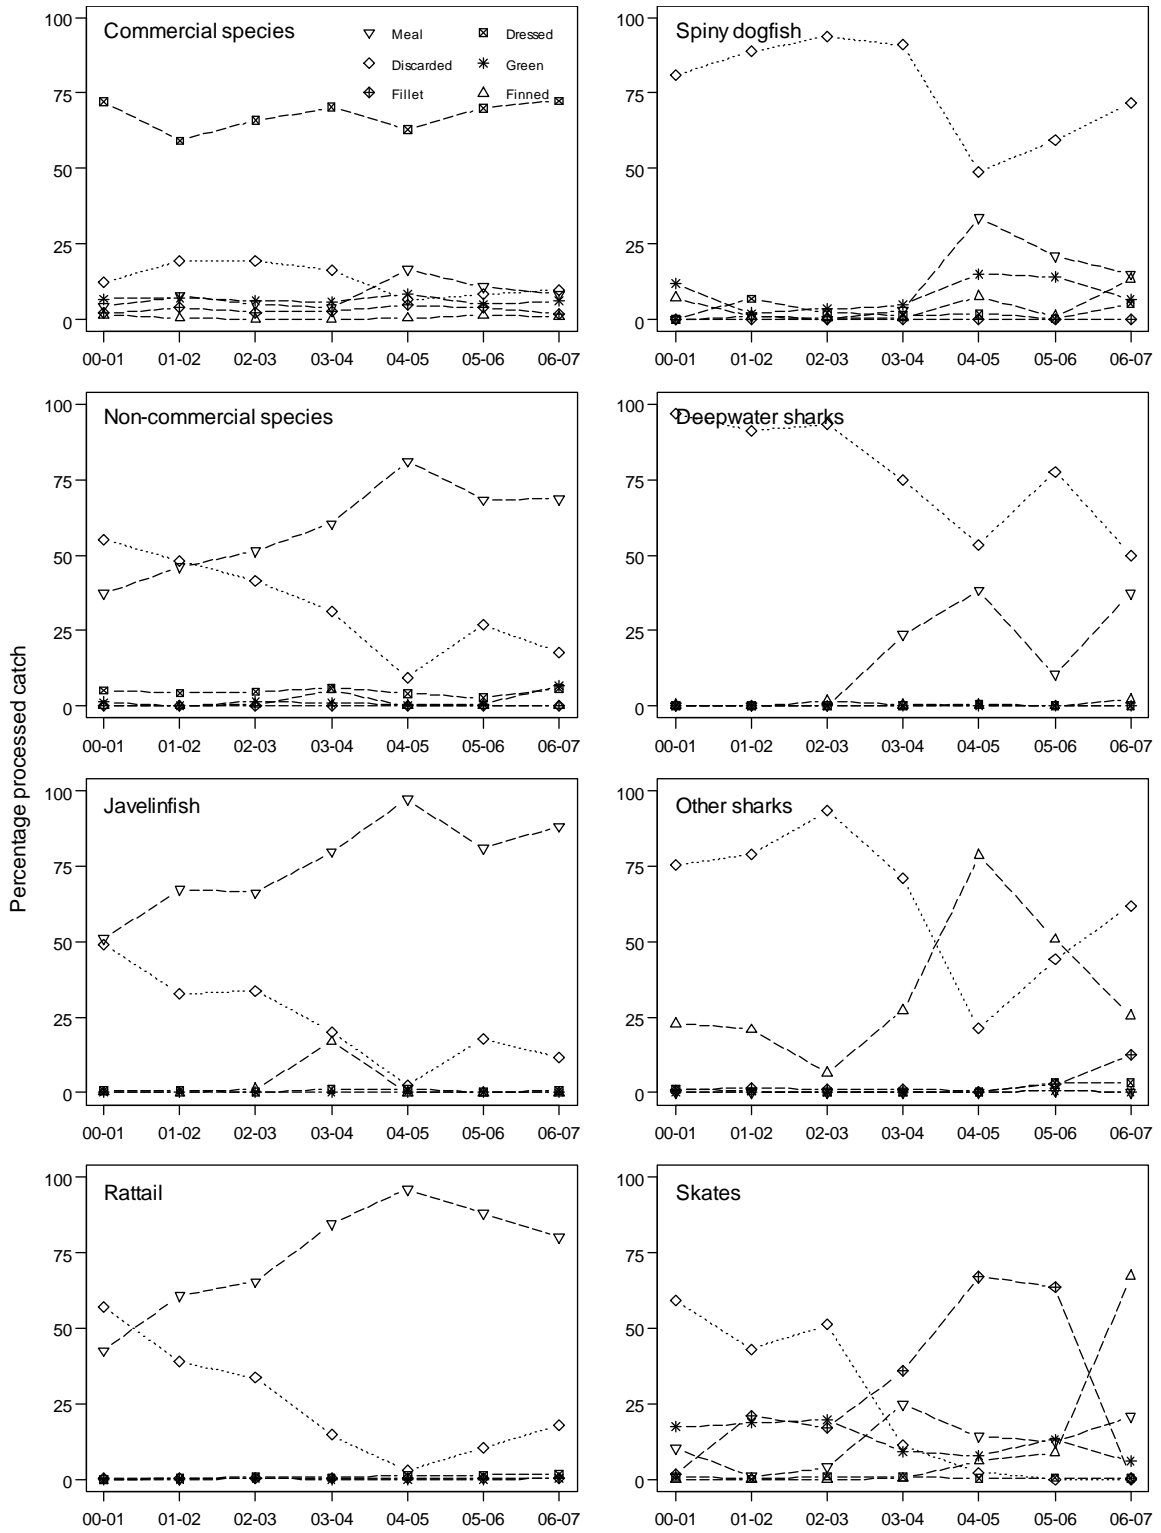 Commercial species
Meal
Dressed
Discarded
Green
Fillet
Finned
100
75
50
25
0
00-01 01-02 02-03 03-04 04-05 05-06 06-07
Spiny dogfish
100
75
50
25
0
00-01 01-02 02-03 03-04 04-05 05-06 06-07
Non-commercial species
100
75
50
25
0
00-01 01-02 02-03 03-04 04-05 05-06 06-07
Deepwater sharks
100
75
50
25
0
00-01 01-02 02-03 03-04 04-05 05-06 06-07
Percentage processed catch
Javelinfish
100
75
50
25
0
00-01 01-02 02-03 03-04 04-05 05-06 06-07
Other sharks
100
75
50
25
0
00-01 01-02 02-03 03-04 04-05 05-06 06-07
Rattail
100
75
50
25
0
00-01 01-02 02-03 03-04 04-05 05-06 06-07
Skates
100
75
50
25
0
00-01 01-02 02-03 03-04 04-05 05-06 06-07